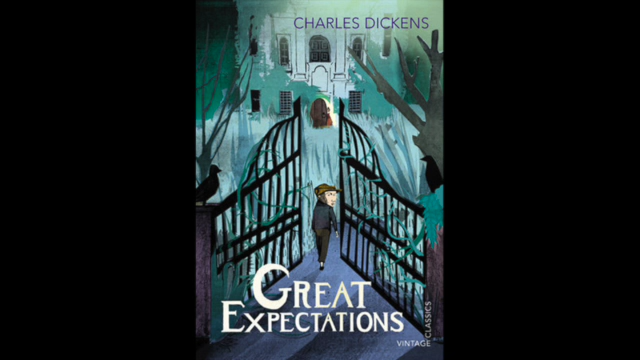 CHARLES DICKENS
GREAT
EXPECTATIONS
VINTAGE CLASSICS